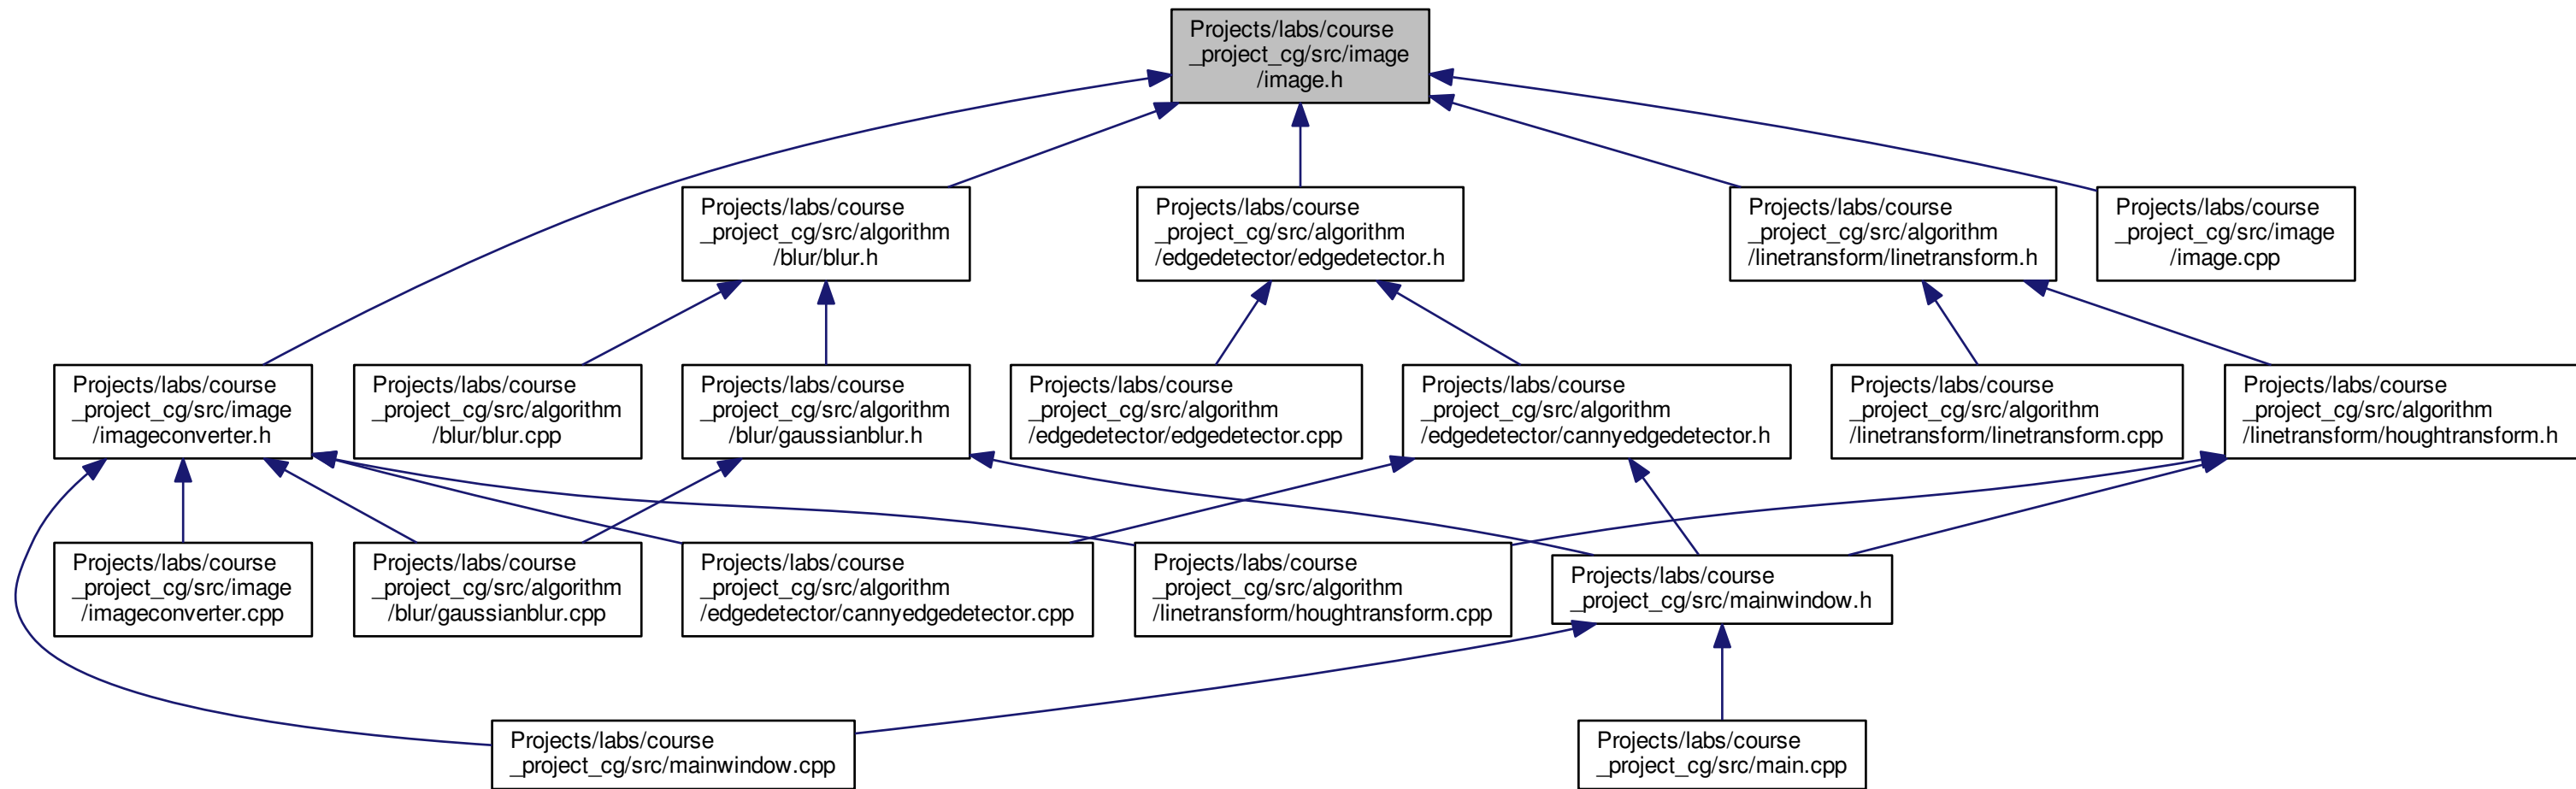 Projects/labs/course
_project_cg/src/image
/image.h
Projects/labs/course
_project_cg/src/algorithm
/blur/blur.h
Projects/labs/course
_project_cg/src/algorithm
/edgedetector/edgedetector.h
Projects/labs/course
_project_cg/src/algorithm
/linetransform/linetransform.h
Projects/labs/course
_project_cg/src/image
/image.cpp
Projects/labs/course
_project_cg/src/image
/imageconverter.h
Projects/labs/course
_project_cg/src/algorithm
/blur/blur.cpp
Projects/labs/course
_project_cg/src/algorithm
/blur/gaussianblur.h
Projects/labs/course
_project_cg/src/algorithm
/edgedetector/edgedetector.cpp
Projects/labs/course
_project_cg/src/algorithm
/edgedetector/cannyedgedetector.h
Projects/labs/course
_project_cg/src/algorithm
/linetransform/linetransform.cpp
Projects/labs/course
_project_cg/src/algorithm
/linetransform/houghtransform.h
Projects/labs/course
_project_cg/src/image
/imageconverter.cpp
Projects/labs/course
_project_cg/src/algorithm
/blur/gaussianblur.cpp
Projects/labs/course
_project_cg/src/algorithm
/edgedetector/cannyedgedetector.cpp
Projects/labs/course
_project_cg/src/algorithm
/linetransform/houghtransform.cpp
Projects/labs/course
_project_cg/src/mainwindow.h
Projects/labs/course
_project_cg/src/mainwindow.cpp
Projects/labs/course
_project_cg/src/main.cpp